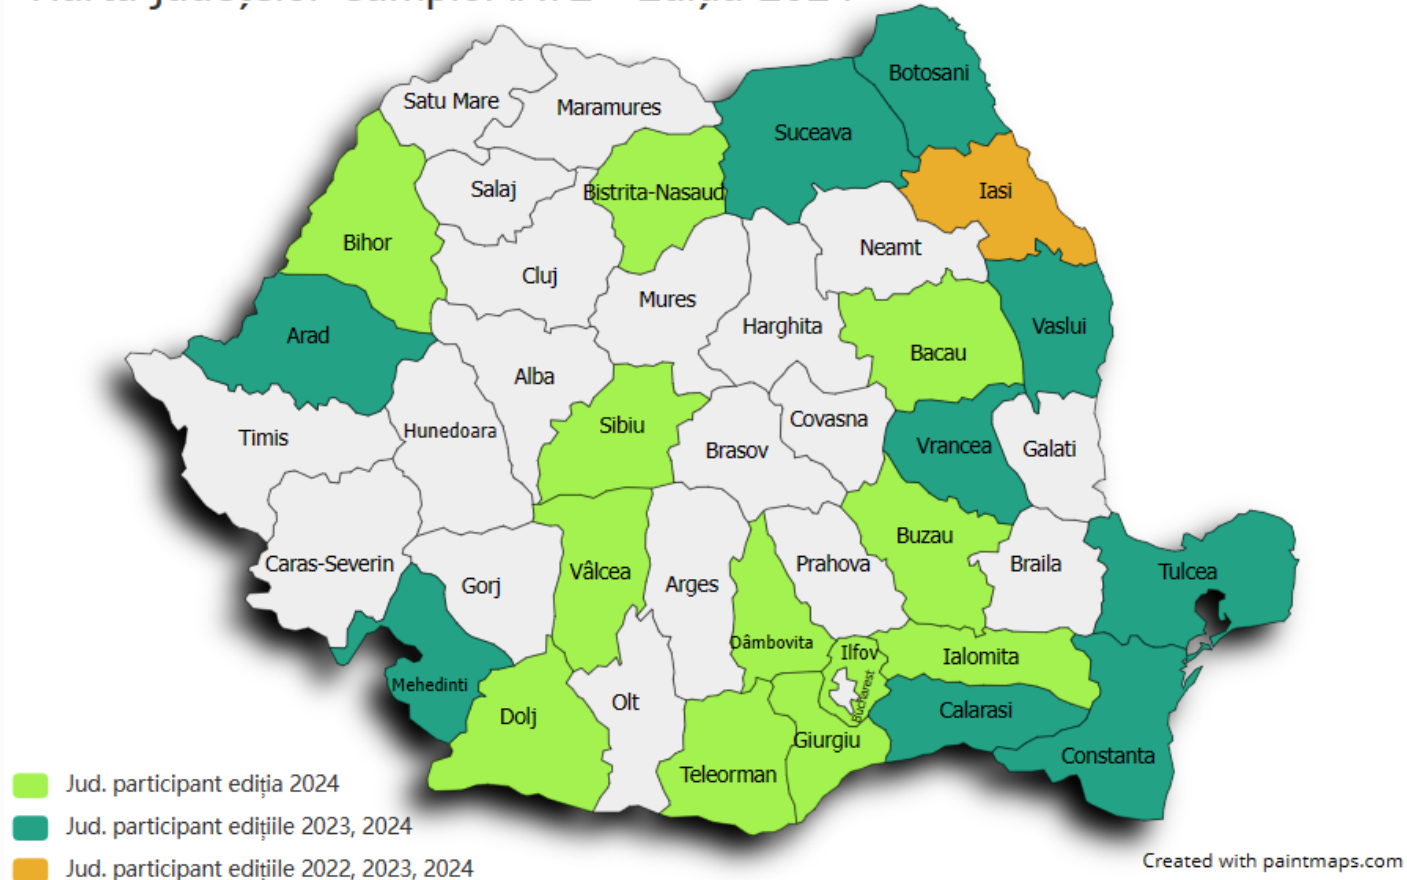 Botosani
Satu Mare
Maramures
Suceava
Salaj
Bistrita-Nasaud
Iasi
Bihor
Neamt
Cluj
Mures
Harghita
Vaslui
Arad
Bacau
Alba
Covasna
Sibiu
Timis
Hunedoara
Brasov
Vrancea
Galati
Buzau
Caras-Severin
Vâlcea
Prahova
Braila
Tulcea
Gorj
Arges
Dâmbovita
Ilfov
Ialomita
Mehedinti
Bucharest
Olt
Calarasi
Dolj
Giurgiu
Constanta
Teleorman
Jud. participant ediția 2024
Jud. participant edițiile 2023, 2024
Jud. participant edițiile 2022, 2023, 2024
Created with paintmaps.com